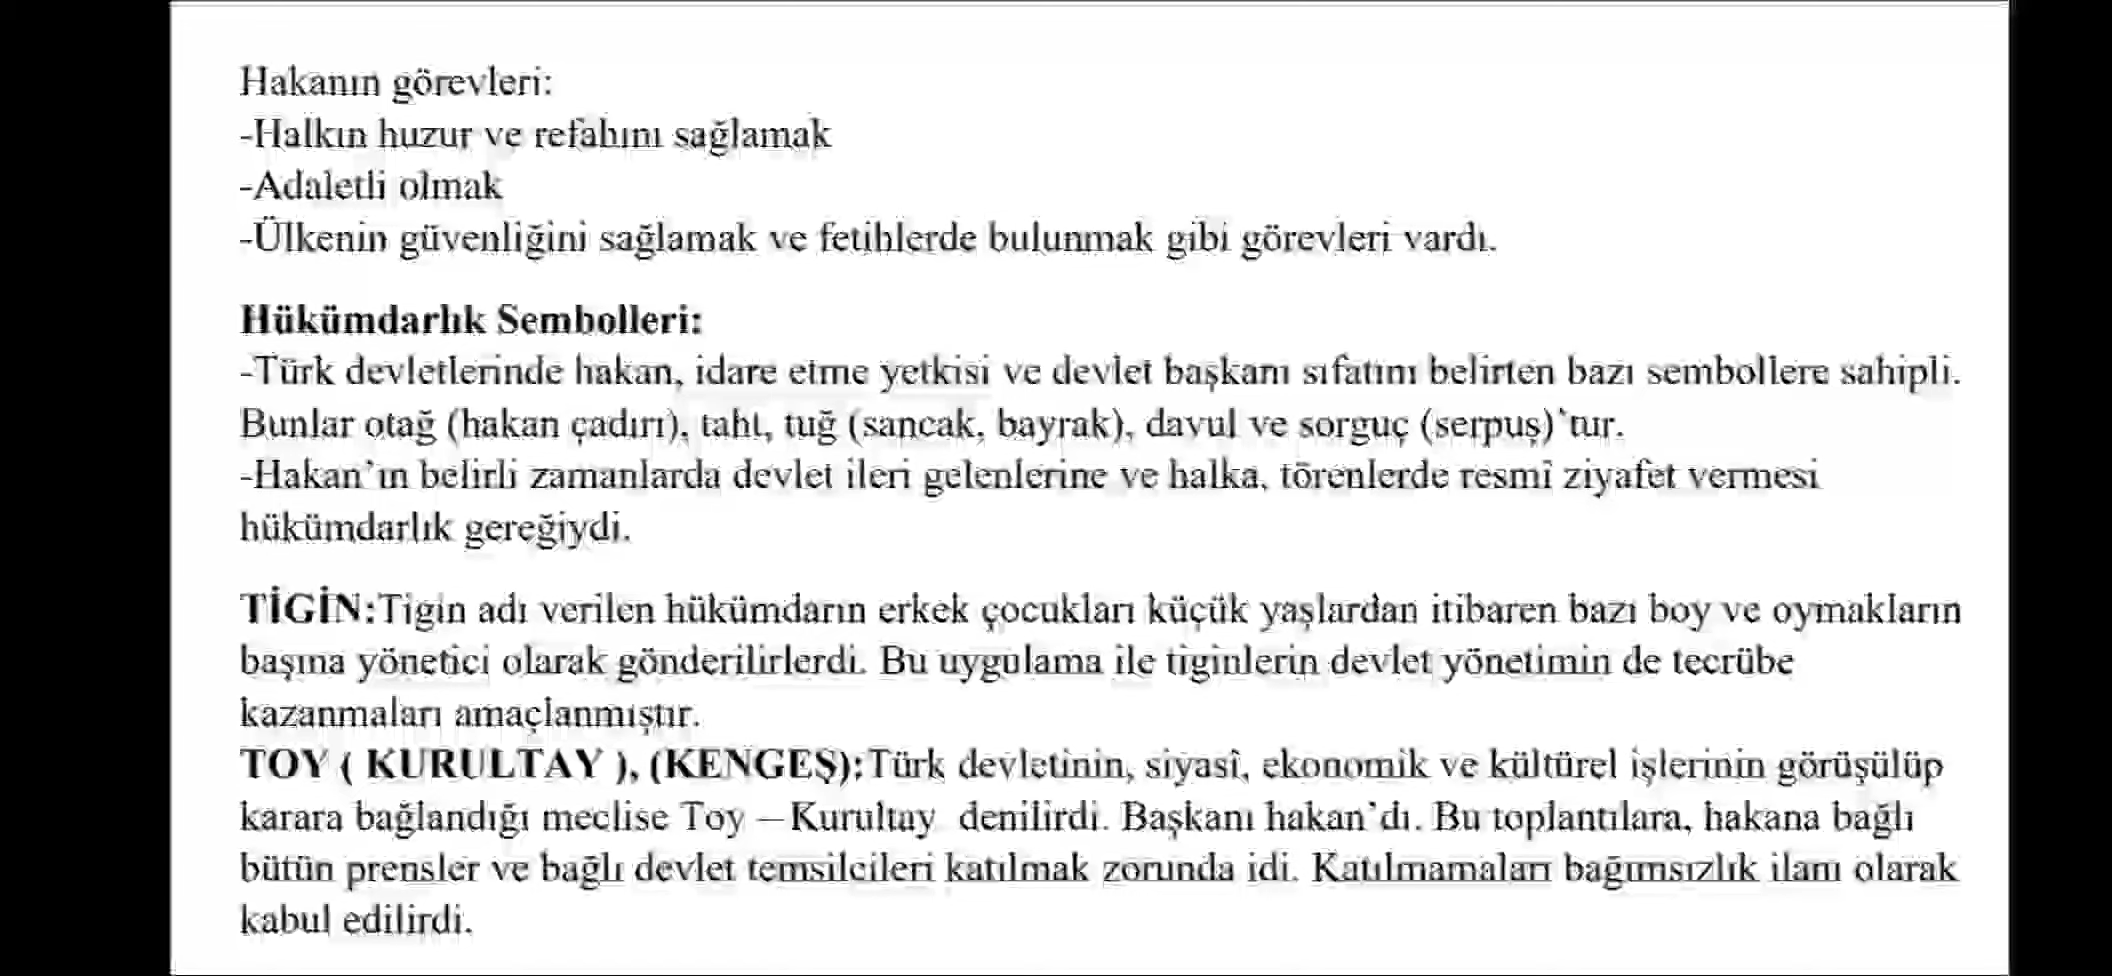 Hakanın görevleri:
-Halkın huzur ve refahını sağlamak
-Adaletli olmak
-Ülkenin güvenliğini sağlamak ve fetihlerde bulunmak gibi görevleri vardı.
Hükümdarlık Sembolleri:
-Türk devletlerinde hakan, idare etme yetkisi ve devlet başkanı sıfatını belirten bazı sembollere sahipti.
Bunlar otağ (hakan çadırı), taht, tuğ (sancak, bayrak), davul ve sorguç (serpuş)'tur.
-Hakan'ın belirli zamanlarda devlet ileri gelenlerine ve halka, törenlerde resmî ziyafet vermesi
hükümdarlık gereğiydi.
TİGİN:Tigin adı verilen hükümdarın erkek çocukları küçük yaşlardan itibaren bazı boy ve oymakların
başına yönetici olarak gönderilirlerdi. Bu uygulama ile tiginlerin devlet yönetimin de tecrübe
kazanmaları amaçlanmıştır.
TOY ( KURULTAY ), (KENGEŞ):Türk devletinin, siyasî, ekonomik ve kültürel işlerinin görüşülüp
karara bağlandığı meclise Toy –Kurultay denilirdi. Başkanı hakan'dı. Bu toplantılara, hakana bağlı
bütün prensler ve bağlı devlet temsilcileri katılmak zorunda idi. Katılmamaları bağımsızlık ilanı olarak
kabul edilirdi.